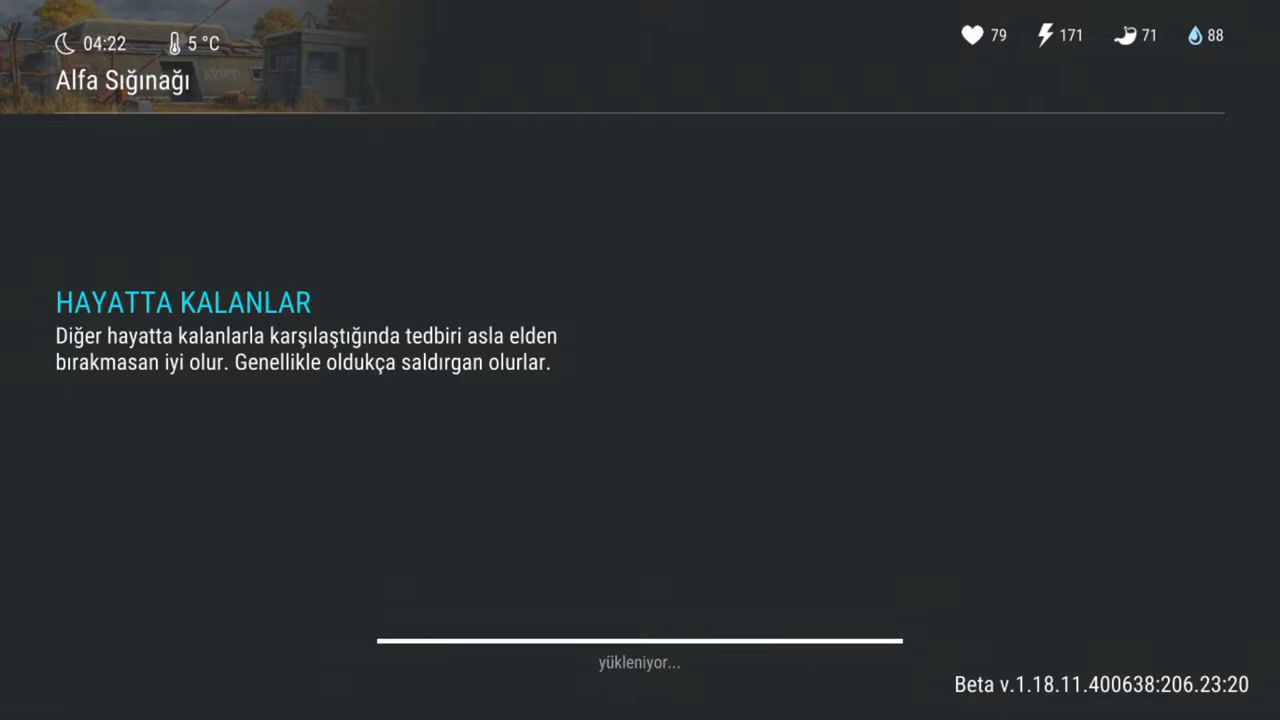 04:22 5 °C 79 171 71 88
Alfa Sığınağı
HAYATTA KALANLAR
Diğer hayatta kalanlarla karşılaştığında tedbiri asla elden
bırakmasan iyi olur. Genellikle oldukça saldırgan olurlar.
yükleniyor...
Beta v.1.18.11.400638:206.23:20